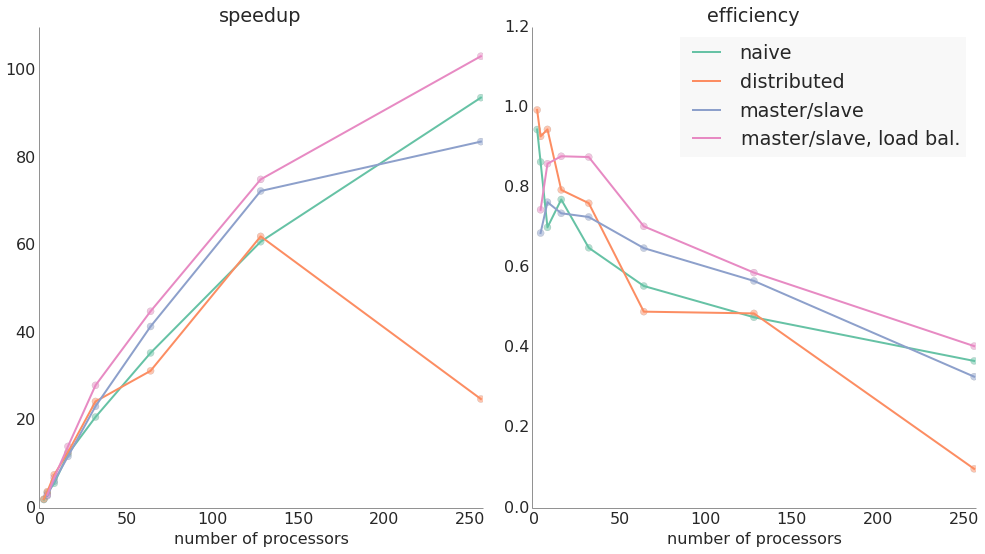 speedup
100
80
60
40
20
0
0 50 100 150 200 250
number of processors
efficiency
1.2
1.0
0.8
0.6
0.4
0.2
0.0
0 50 100 150 200 250
number of processors
naive
distributed
master/slave
master/slave, load bal.